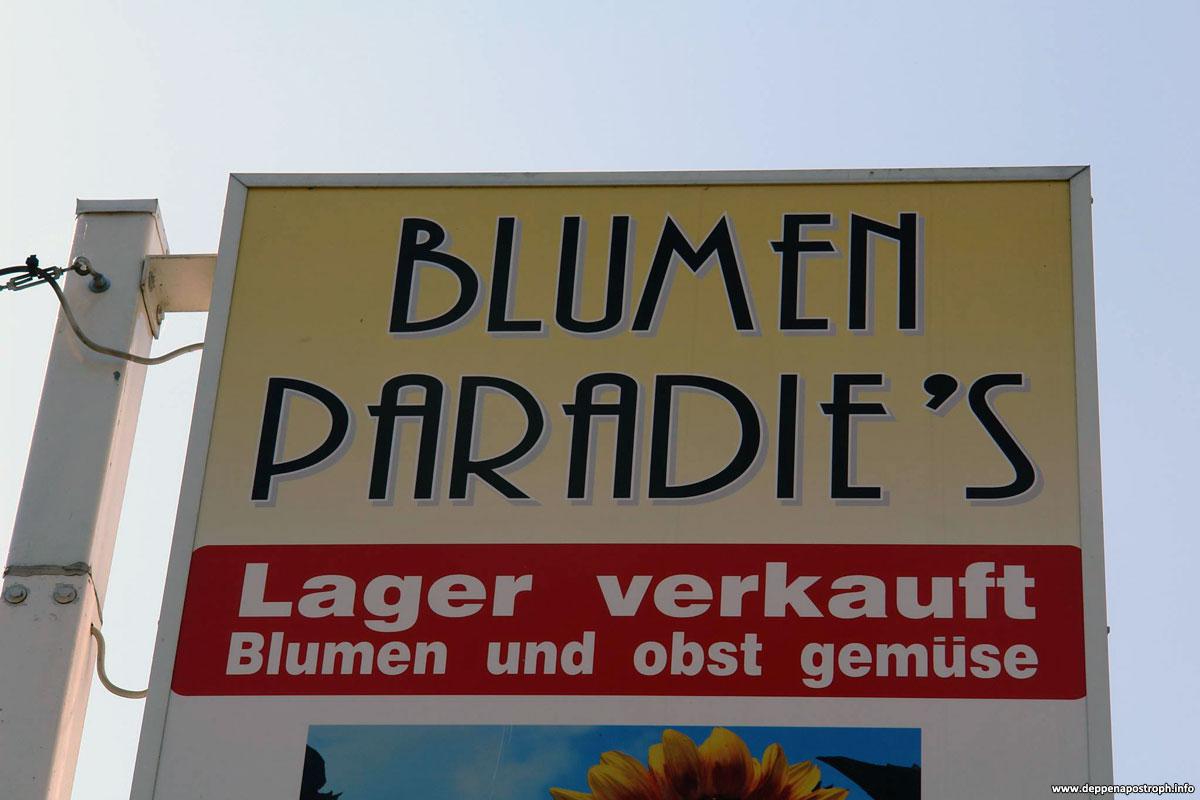 BLUMEN
PARADIE'S
Lager verkauft
Blumen und obst gemüse
www.deppenapostroph.info